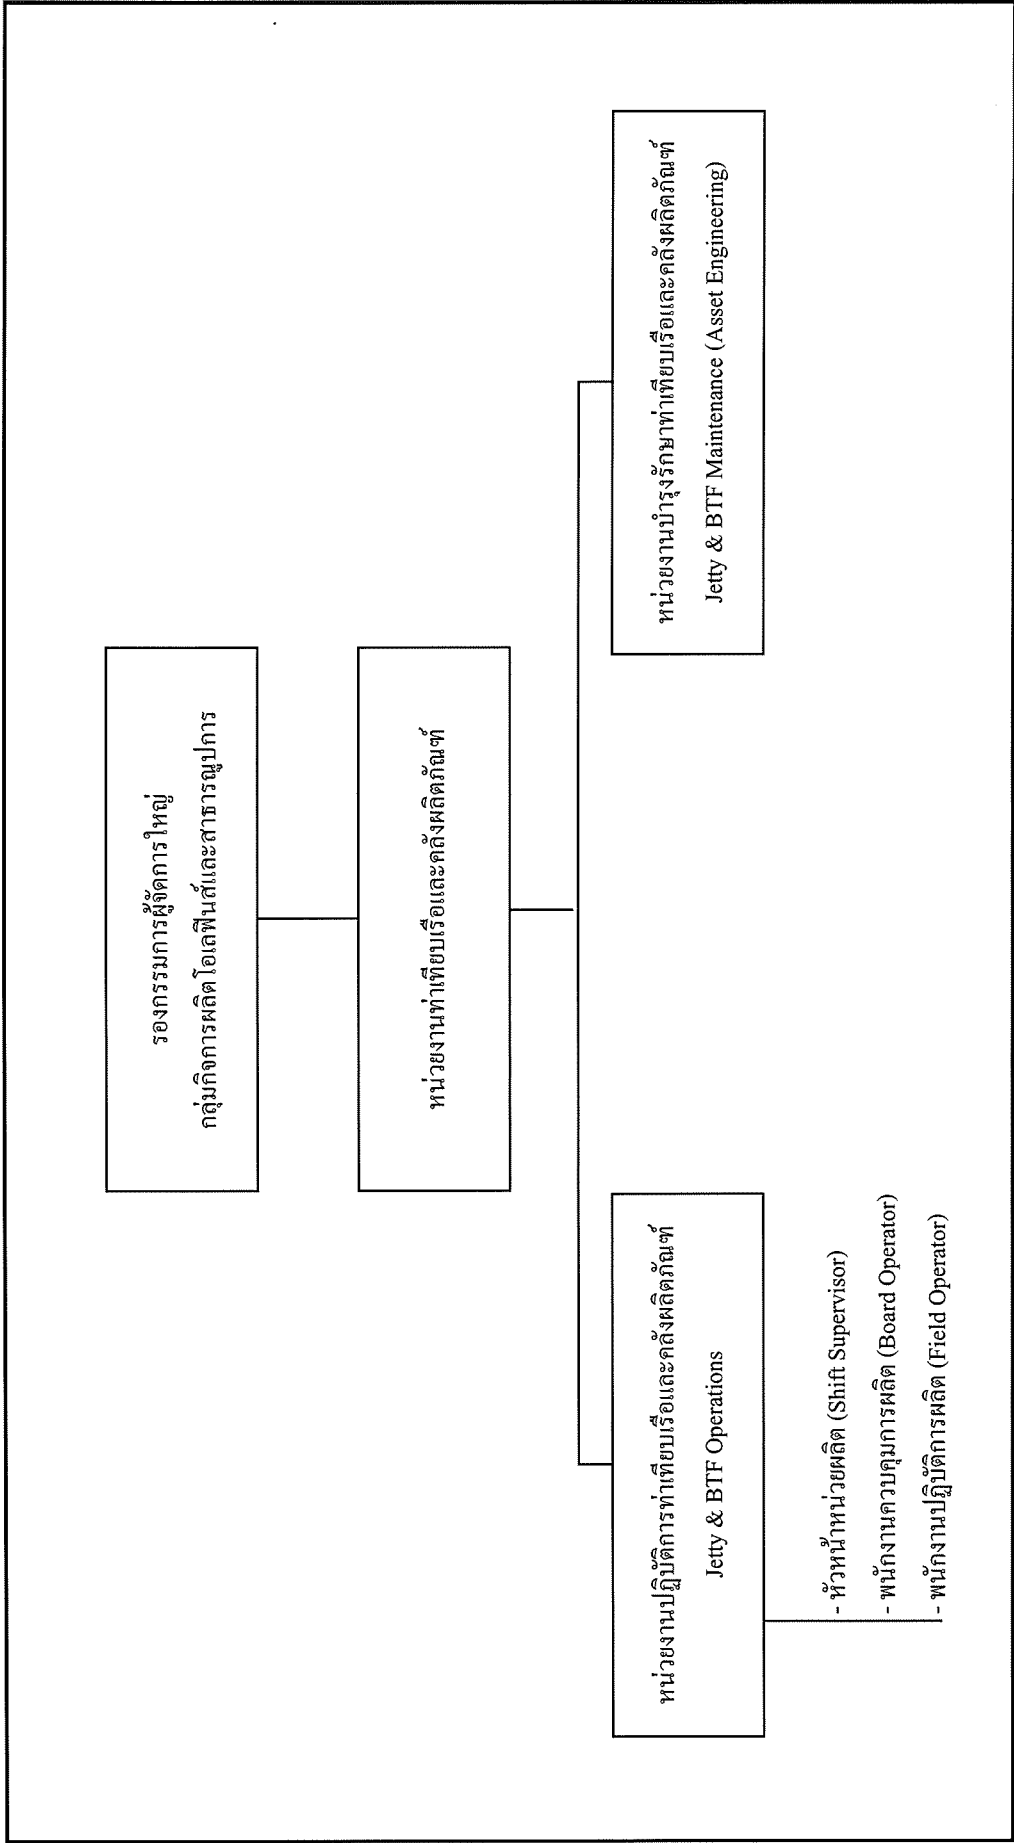 รองกรรมการผู้จัดการใหญ่
กลุ่มกิจการผลิตโอเลฟินส์และสาธารณูปการ
หน่วยงานท่าเทียบเรือและคลังผลิตภัณฑ์
หน่วยงานปฏิบัติการท่าเทียบเรือและคลังผลิตภัณฑ์
Jetty & BTF Operations
- หัวหน้าหน่วยผลิต (Shift Supervisor)
- พนักงานควบคุมการผลิต (Board Operator)
- พนักงานปฏิบัติการผลิต (Field Operator)
หน่วยงานบำรุงรักษาท่าเทียบเรือและคลังผลิตภัณฑ์
Jetty & BTF Maintenance (Asset Engineering)